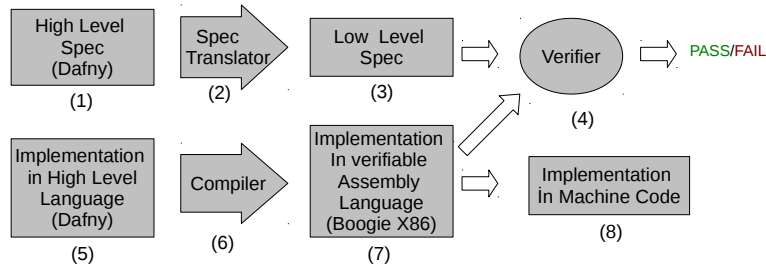 High Level
Spec
(Dafny)
(1)
Spec
Translator
(2)
Low Level
Spec
(3)
Verifier
(4)
PASS/FAIL
Implementation
in High Level
Language
(Dafny)
(5)
Compiler
(6)
Implementation
In verifiable
Assembly
Language
(Boogie X86)
(7)
Implementation
in Machine Code
(8)